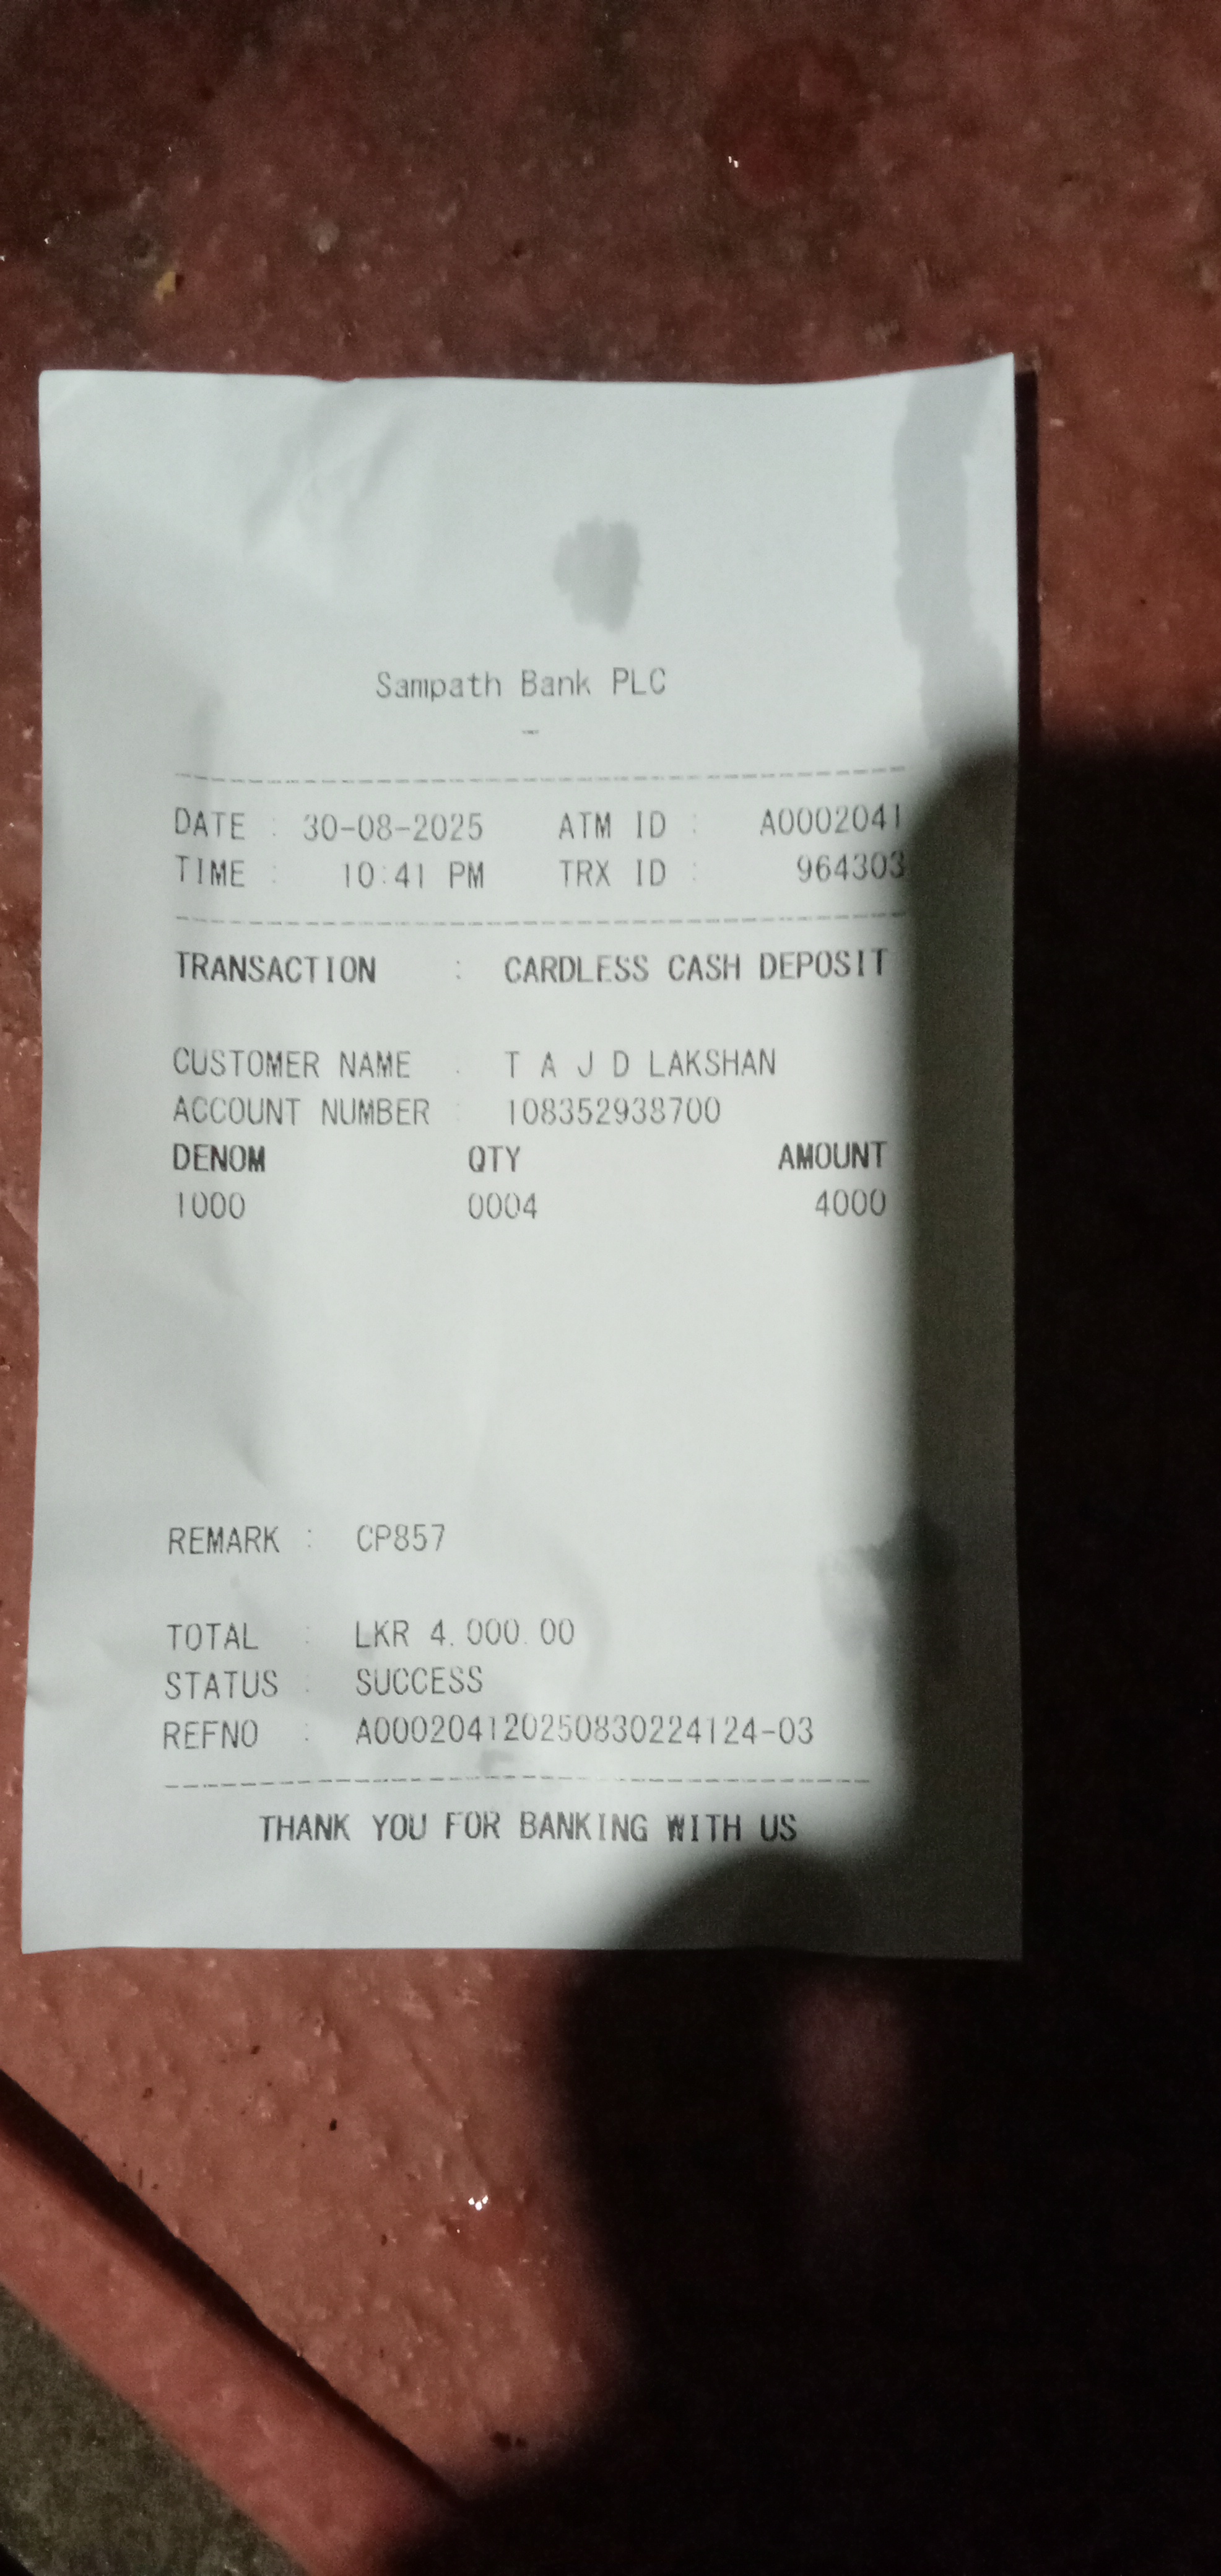 Sampath Bank PLC
-
DATE : 30-08-2025 ATM ID : A0002041
TIME : 10:41 PM TRX ID : 964303
TRANSACTION : CARDLESS CASH DEPOSIT
CUSTOMER NAME : T A J D LAKSHAN
ACCOUNT NUMBER : 108352938700
DENOM QTY AMOUNT
1000 0004 4000
REMARK : CP857
TOTAL : LKR 4,000.00
STATUS : SUCCESS
REFNO : A000204120250830224124-03
THANK YOU FOR BANKING WITH US